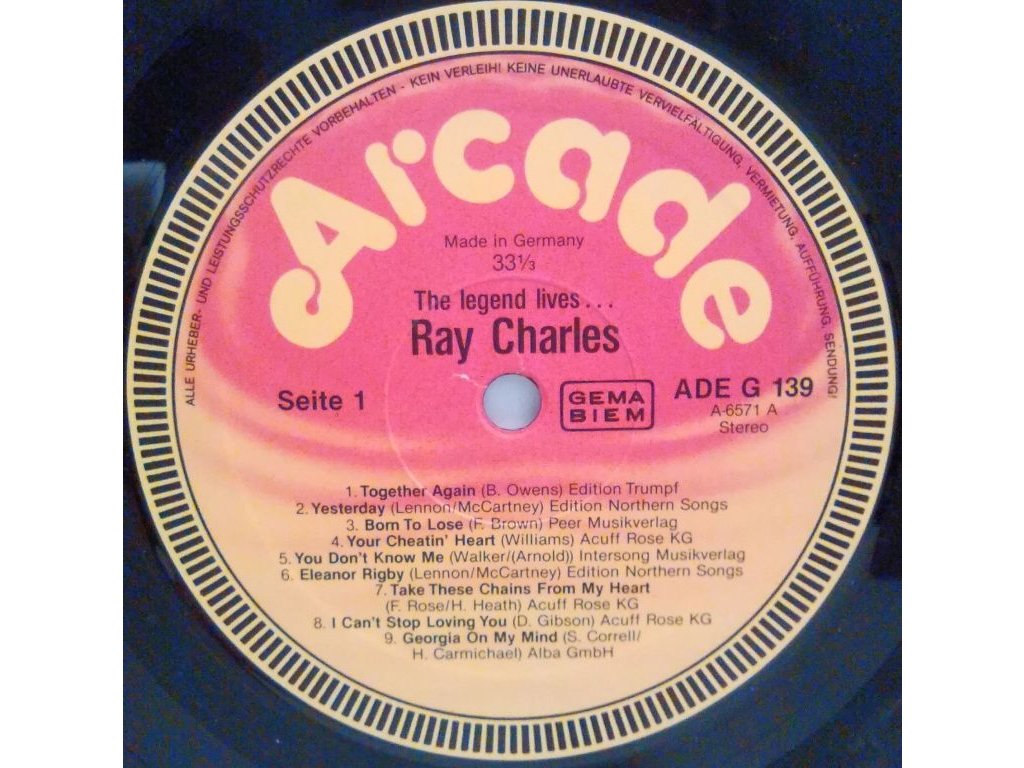 ALLE URHEBER- UND LEISTUNGSSCHUTZRECHTE VORBEHALTEN - KEIN VERLEIH! KEINE UNERLAUBTE VERVIELFÄLTIGUNG, VERMIETUNG, AUFFÜHRUNG, SENDUNG!
Arcade
Made in Germany
33⅓
The legend lives...
Ray Charles
Seite 1
GEMA
BIEM
ADE G 139
A-6571 A
Stereo
1. Together Again (B. Owens) Edition Trumpf
2. Yesterday (Lennon/McCartney) Edition Northern Songs
3. Born To Lose (F. Brown) Peer Musikverlag
4. Your Cheatin' Heart (Williams) Acuff Rose KG
5. You Don't Know Me (Walker/(Arnold)) Intersong Musikverlag
6. Eleanor Rigby (Lennon/McCartney) Edition Northern Songs
7. Take These Chains From My Heart
(F. Rose/H. Heath) Acuff Rose KG
8. I Can't Stop Loving You (D. Gibson) Acuff Rose KG
9. Georgia On My Mind (S. Correll/
H. Carmichael) Alba GmbH